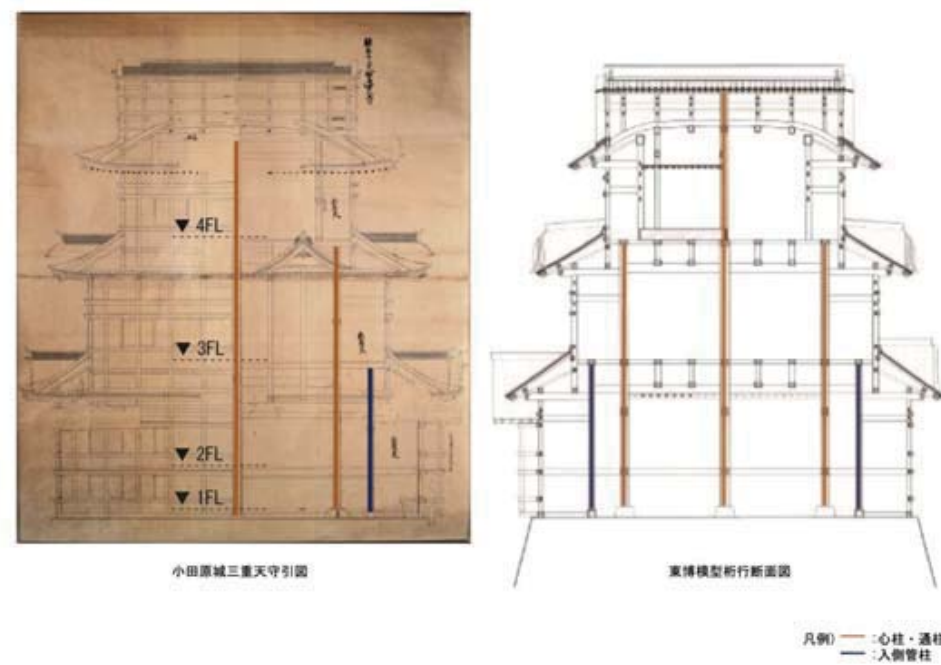 ▼ 4FL
▼ 3FL
▼ 2FL
▼ 1FL
小田原城三重天守引図
東博模型桁行断面図
凡例) :心柱・通柱
:入側管柱